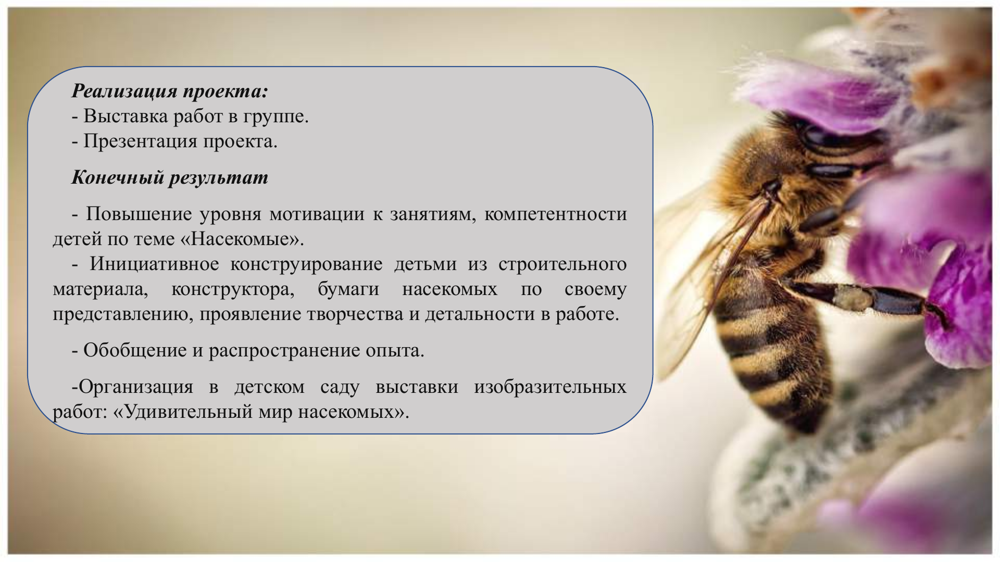 Реализация проекта:
- Выставка работ в группе.
- Презентация проекта.
Конечный результат
- Повышение уровня мотивации к занятиям, компетентности
детей по теме «Насекомые».
- Инициативное конструирование детьми из строительного
материала, конструктора, бумаги насекомых по своему
представлению, проявление творчества и детальности в работе.
- Обобщение и распространение опыта.
-Организация в детском саду выставки изобразительных
работ: «Удивительный мир насекомых».